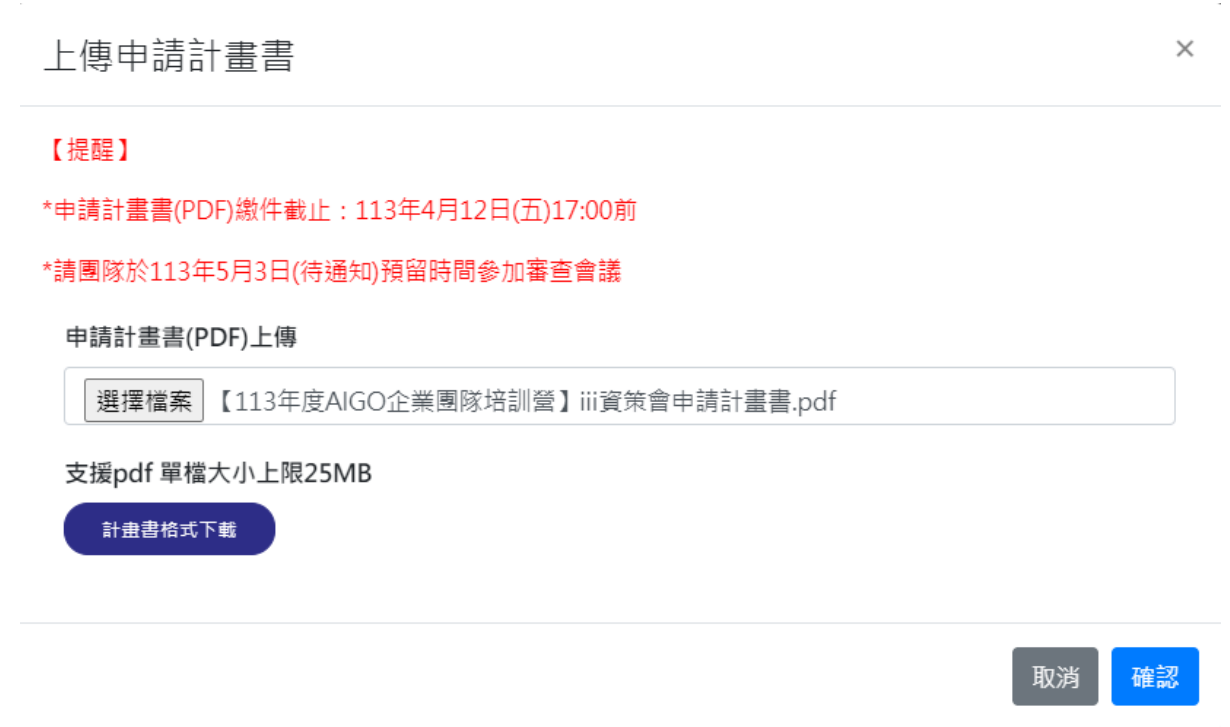 上傳申請計畫書
×
【提醒】
*申請計畫書(PDF)繳件截止：113年4月12日(五)17:00前
*請團隊於113年5月3日(待通知)預留時間參加審查會議
申請計畫書(PDF)上傳
選擇檔案 【113年度AIGO企業團隊培訓營】iii資策會申請計畫書.pdf
支援pdf 單檔大小上限25MB
計畫書格式下載
取消 確認